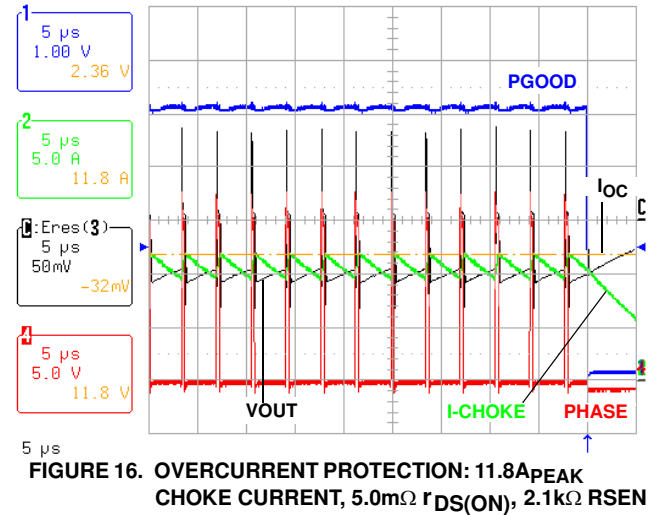 1
5 µs
1.00 V
2.36 V
PGOOD
2
5 µs
5.0 A
11.8 A
IOC
:Eres(3)
5 µs
50mV
-32mV
4
5 µs
5.0 V
11.8 V
VOUT
I-CHOKE
PHASE
5 µs
FIGURE 16. OVERCURRENT PROTECTION: 11.8APEAK
CHOKE CURRENT, 5.0mΩ rDS(ON), 2.1kΩ RSEN